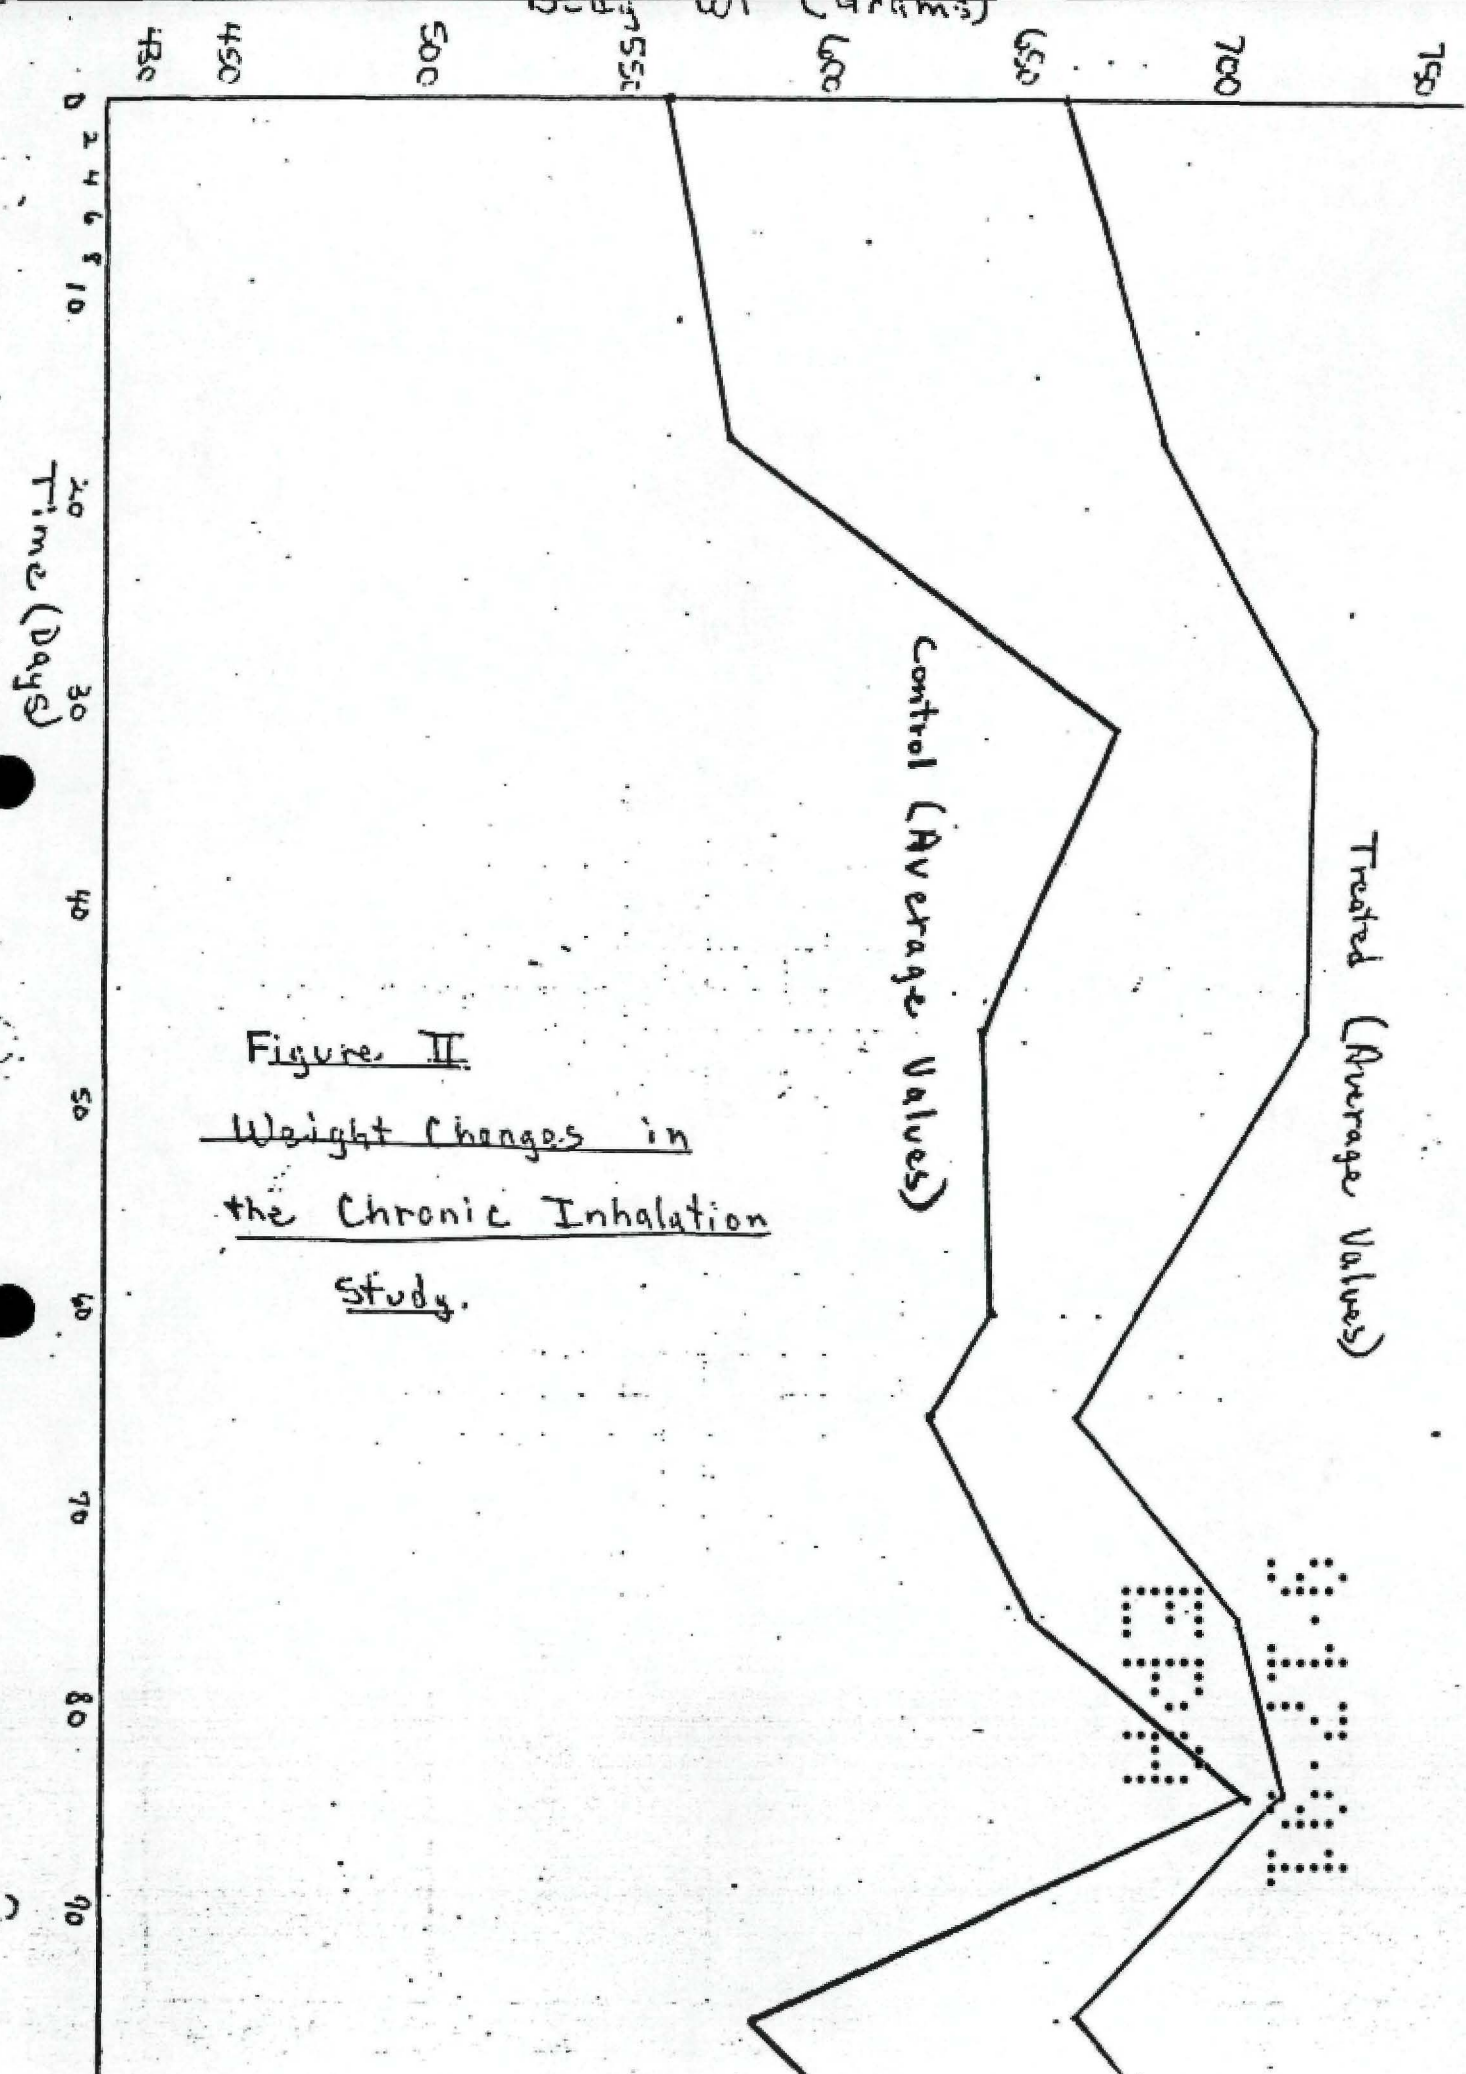 Body Wt (Grams)
750
700
650
600
550
500
450
430
0 2 4 6 8 10 20 30 40 50 60 70 80 90
Time (Days)
Treated (Average Values)
Control (Average Values)
Figure II
Weight Changes in
the Chronic Inhalation
Study.